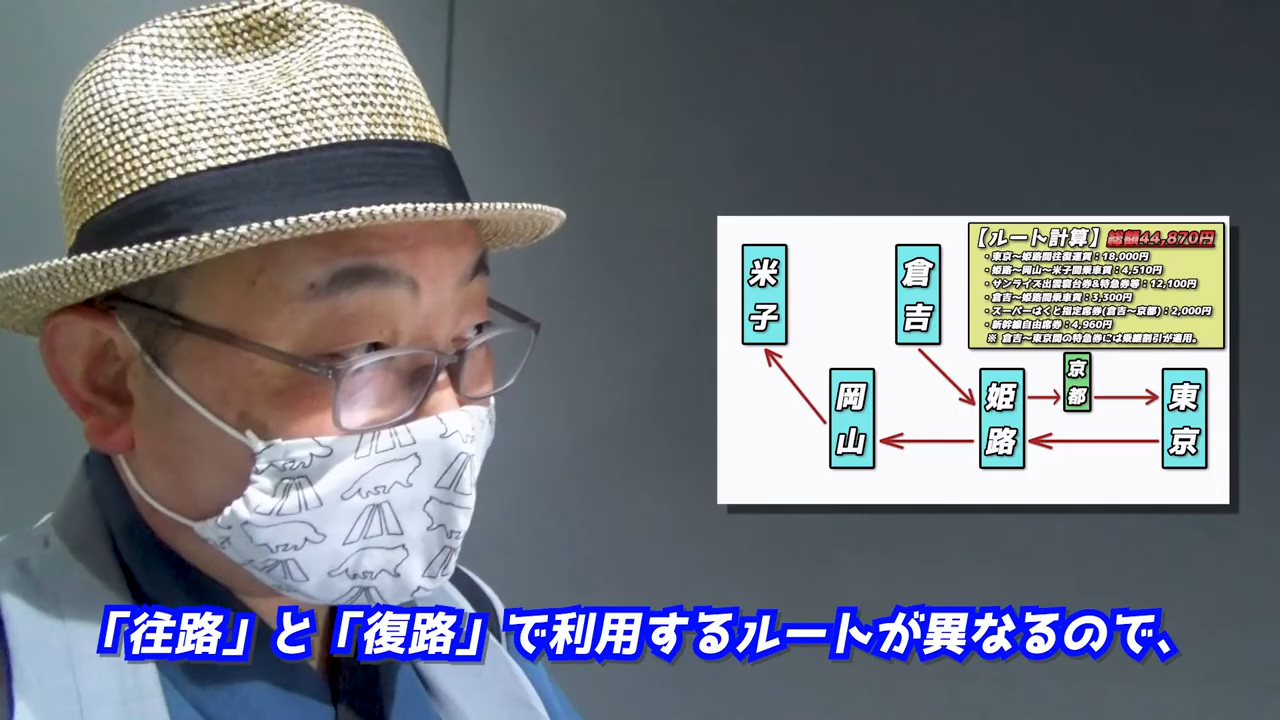 【ルート計算】 総額44,870円
・東京～姫路間往復運賃：18,000円
・姫路～岡山～米子間乗車賃：4,510円
・サンライズ出雲寝台券&特急券等：12,100円
・倉吉～姫路間乗車賃：3,300円
・スーパーはくと指定席券(倉吉～京都)：2,000円
・新幹線自由席券：4,960円
※ 倉吉～東京間の特急券には乗継割引が適用。
米子
倉吉
京都
岡山
姫路
東京
「往路」と「復路」で利用するルートが異なるので、